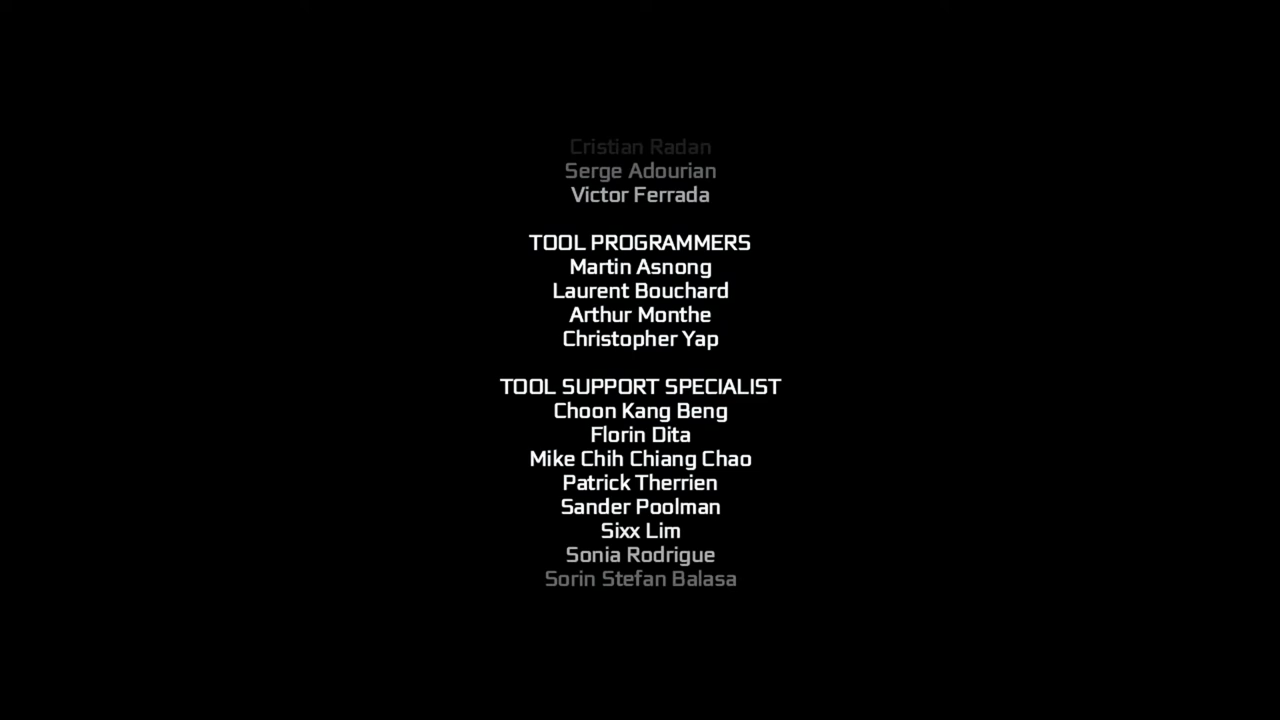 Cristian Radan
Serge Adourian
Victor Ferrada
TOOL PROGRAMMERS
Martin Asnong
Laurent Bouchard
Arthur Monthe
Christopher Yap
TOOL SUPPORT SPECIALIST
Choon Kang Beng
Florin Dita
Mike Chih Chiang Chao
Patrick Therrien
Sander Poolman
Sixx Lim
Sonia Rodrigue
Sorin Stefan Balasa